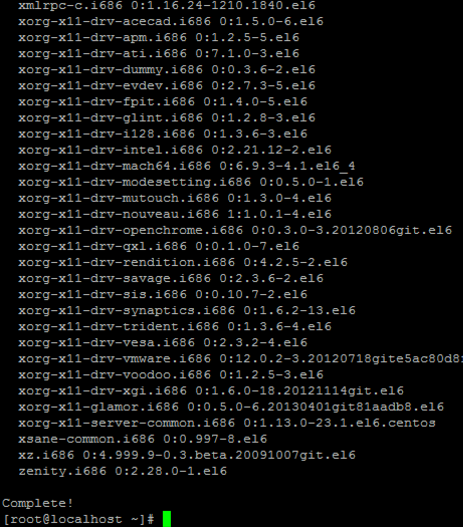 xmlrpc-c.i686 0:1.16.24-1210.1840.el6
xorg-x11-drv-acecad.i686 0:1.5.0-6.el6
xorg-x11-drv-apm.i686 0:1.2.5-5.el6
xorg-x11-drv-ati.i686 0:7.1.0-3.el6
xorg-x11-drv-dummy.i686 0:0.3.6-2.el6
xorg-x11-drv-evdev.i686 0:2.7.3-5.el6
xorg-x11-drv-fpit.i686 0:1.4.0-5.el6
xorg-x11-drv-glint.i686 0:1.2.8-3.el6
xorg-x11-drv-i128.i686 0:1.3.6-3.el6
xorg-x11-drv-intel.i686 0:2.21.12-2.el6
xorg-x11-drv-mach64.i686 0:6.9.3-4.1.el6_4
xorg-x11-drv-modesetting.i686 0:0.5.0-1.el6
xorg-x11-drv-mutouch.i686 0:1.3.0-4.el6
xorg-x11-drv-nouveau.i686 1:1.0.1-4.el6
xorg-x11-drv-openchrome.i686 0:0.3.0-3.20120806git.el6
xorg-x11-drv-qxl.i686 0:0.1.0-7.el6
xorg-x11-drv-rendition.i686 0:4.2.5-2.el6
xorg-x11-drv-savage.i686 0:2.3.6-2.el6
xorg-x11-drv-sis.i686 0:0.10.7-2.el6
xorg-x11-drv-synaptics.i686 0:1.6.2-13.el6
xorg-x11-drv-trident.i686 0:1.3.6-4.el6
xorg-x11-drv-vesa.i686 0:2.3.2-4.el6
xorg-x11-drv-vmware.i686 0:12.0.2-3.20120718gite5ac80d8
xorg-x11-drv-voodoo.i686 0:1.2.5-3.el6
xorg-x11-drv-xgi.i686 0:1.6.0-18.20121114git.el6
xorg-x11-glamor.i686 0:0.5.0-6.20130401git81aadb8.el6
xorg-x11-server-common.i686 0:1.13.0-23.1.el6.centos
xsane-common.i686 0:0.997-8.el6
xz.i686 0:4.999.9-0.3.beta.20091007git.el6
zenity.i686 0:2.28.0-1.el6
Complete!
[root@localhost ~]#